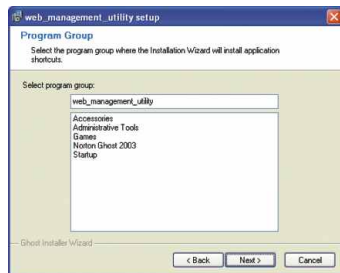 web_management_utility setup
Program Group
Select the program group where the Installation Wizard will install application
shortcuts.
Select program group:
web_management_utility
Accessories
Administrative Tools
Games
Norton Ghost 2003
Startup
Ghost Installer Wizard
< Back
Next >
Cancel